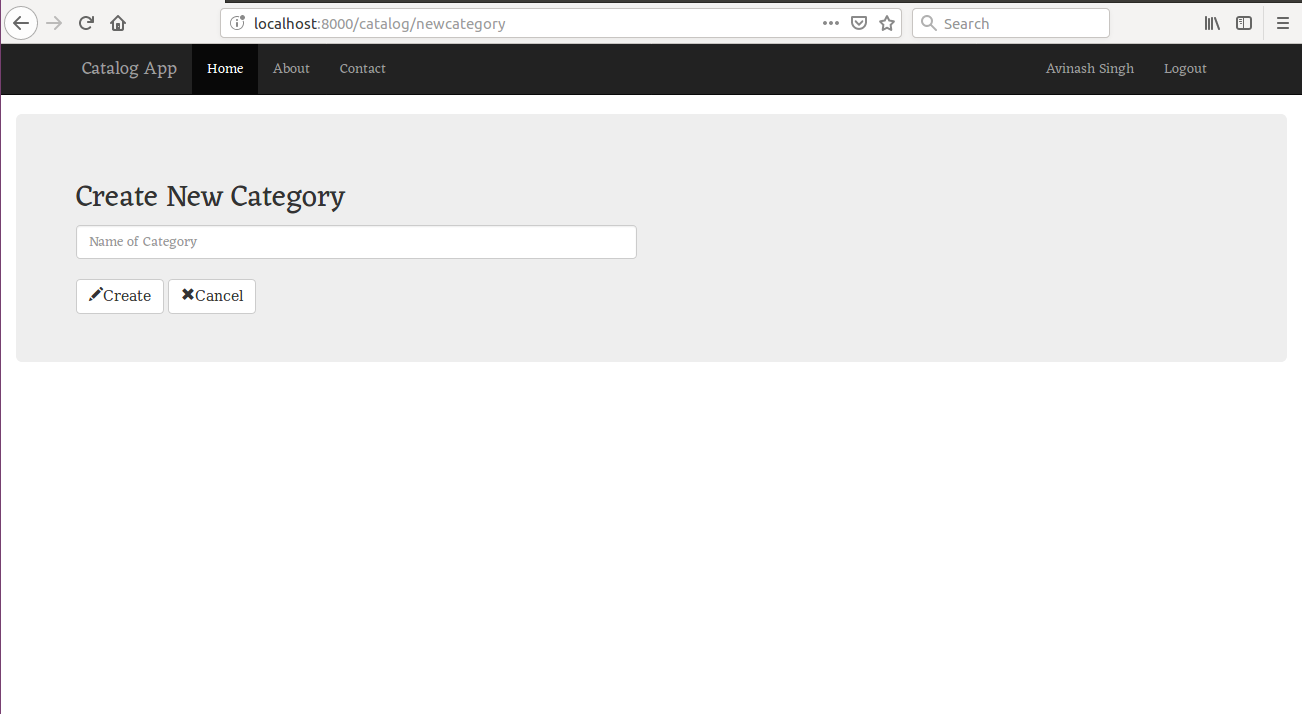 localhost:8000/catalog/newcategory
Search
Catalog App Home About Contact Avinash Singh Logout
Create New Category
Name of Category
Create Cancel